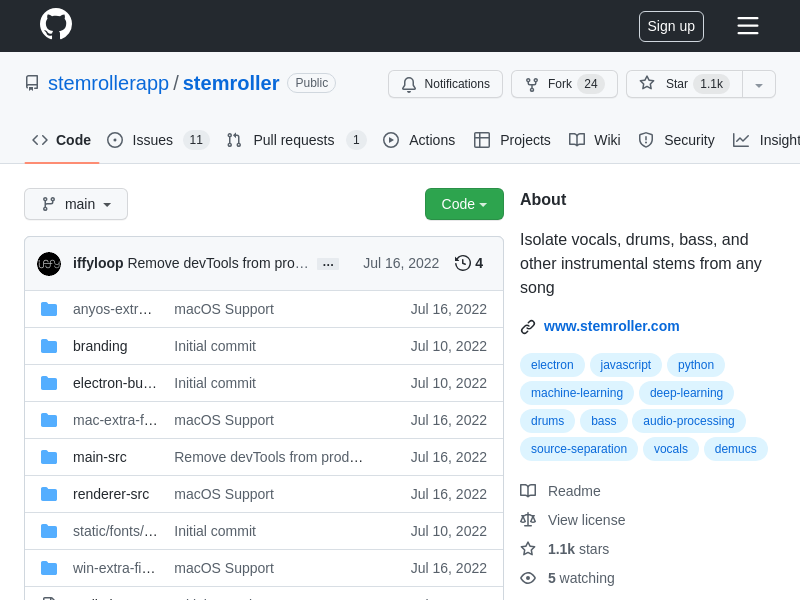 Sign up
stemrollerapp / stemroller Public
Notifications Fork 24 Star 1.1k
Code Issues 11 Pull requests 1 Actions Projects Wiki Security Insight
main Code
iffyloop Remove devTools from pro… … Jul 16, 2022 4
anyos-extr… macOS Support Jul 16, 2022
branding Initial commit Jul 10, 2022
electron-bu… Initial commit Jul 10, 2022
mac-extra-f… macOS Support Jul 16, 2022
main-src Remove devTools from prod… Jul 16, 2022
renderer-src macOS Support Jul 16, 2022
static/fonts/… Initial commit Jul 10, 2022
win-extra-fi… macOS Support Jul 16, 2022
About
Isolate vocals, drums, bass, and
other instrumental stems from any
song
www.stemroller.com
electron javascript python
machine-learning deep-learning
drums bass audio-processing
source-separation vocals demucs
Readme
View license
1.1k stars
5 watching